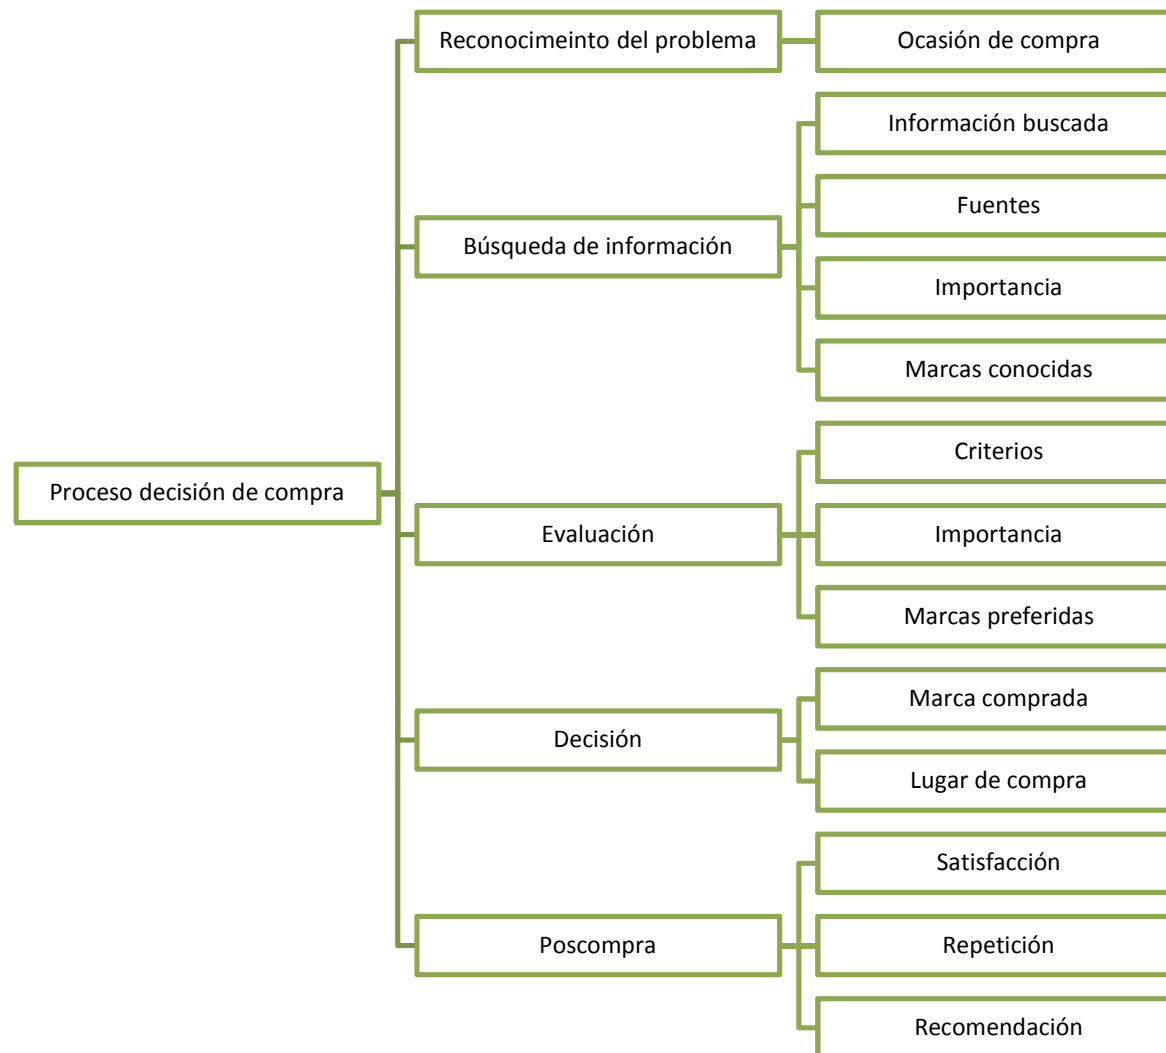 Proceso decisión de compra
Reconocimeinto del problema
Ocasión de compra
Búsqueda de información
Información buscada
Fuentes
Importancia
Marcas conocidas
Evaluación
Criterios
Importancia
Marcas preferidas
Decisión
Marca comprada
Lugar de compra
Poscompra
Satisfacción
Repetición
Recomendación